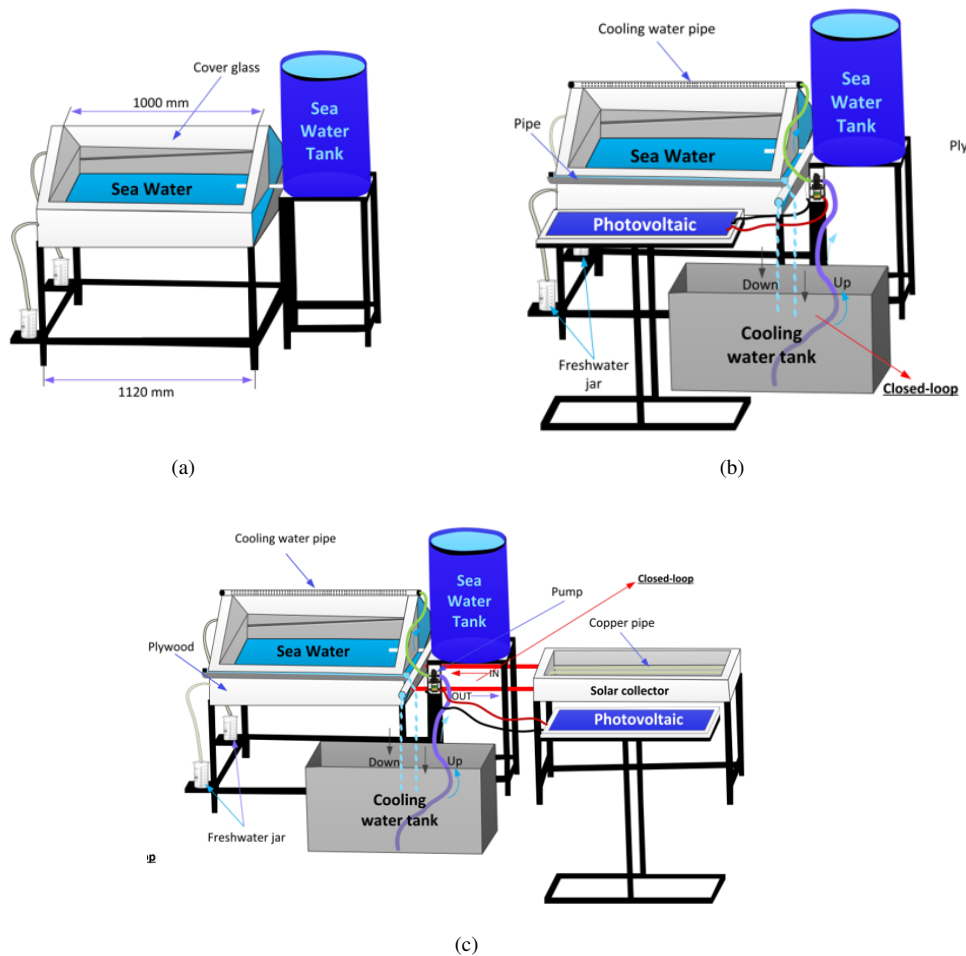 Cover glass
1000 mm
Sea
Water
Tank
Sea Water
1120 mm
(a)
Cooling water pipe
Sea
Water
Tank
Pipe
Ply
Sea Water
Photovoltaic
Down
Up
Cooling
water tank
Freshwater
jar
Closed-loop
(b)
Cooling water pipe
Sea
Water
Tank
Closed-loop
Pump
Copper pipe
Plywood
Sea Water
IN
Solar collector
OUT
Photovoltaic
Down
Up
Cooling
water tank
Freshwater jar
(c)